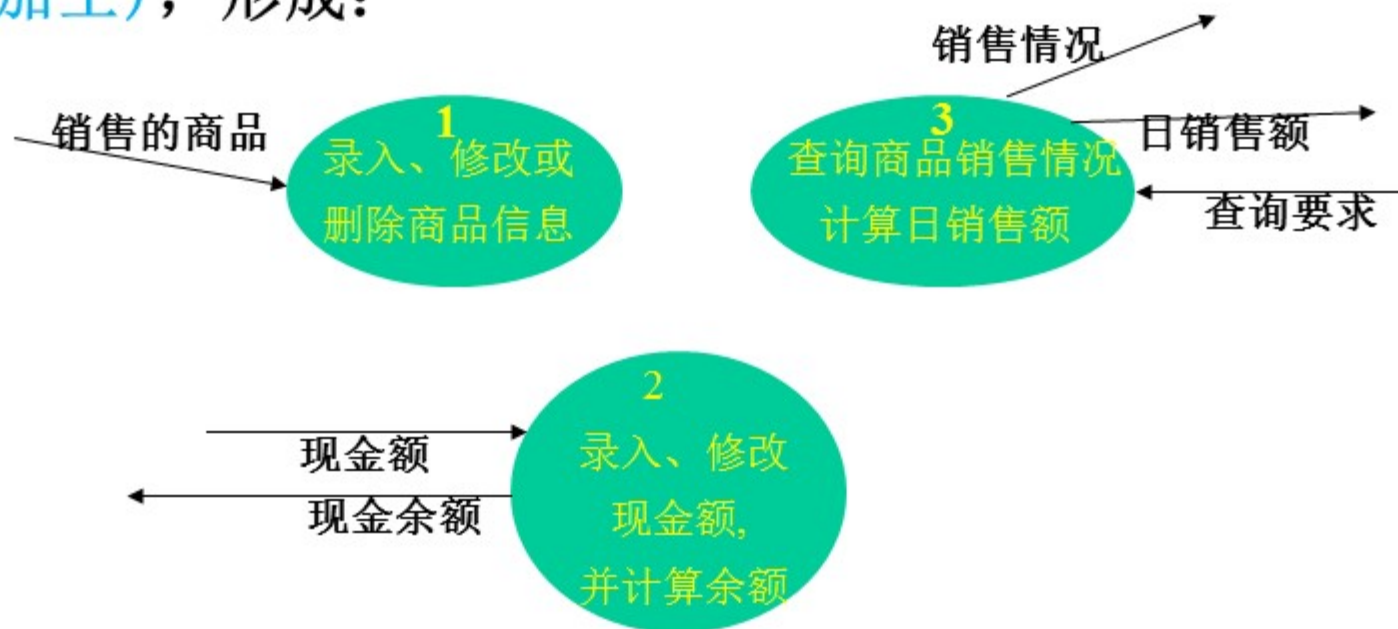 加工)，形成：
销售的商品
1
录入、修改或
删除商品信息
销售情况
3
查询商品销售情况
计算日销售额
日销售额
查询要求
2
录入、修改
现金额,
并计算余额
现金额
现金余额